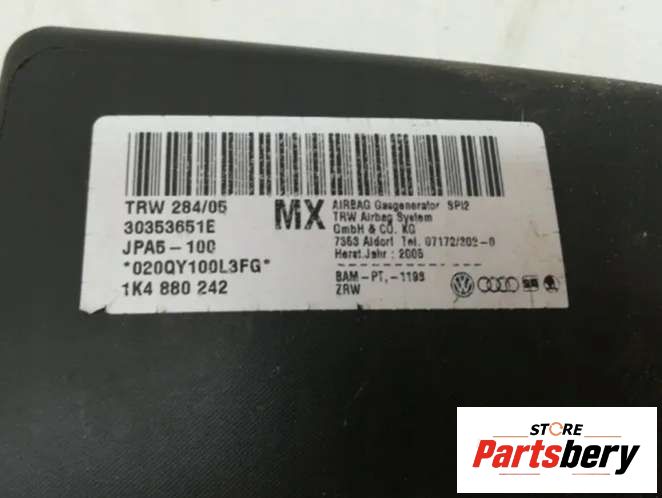 TRW 284/05
30353651E
JPA5-100
*020QY100L3FG*
1K4 880 242
MX
AIRBAG Gasgenerator SPI2
TRW Airbag System
GmbH & CO. KG
7353 Aldorf Tel. 07172/302-0
Herst.Jahr : 2005
BAM-PT,-1193
ZRW
STORE
Partsbery